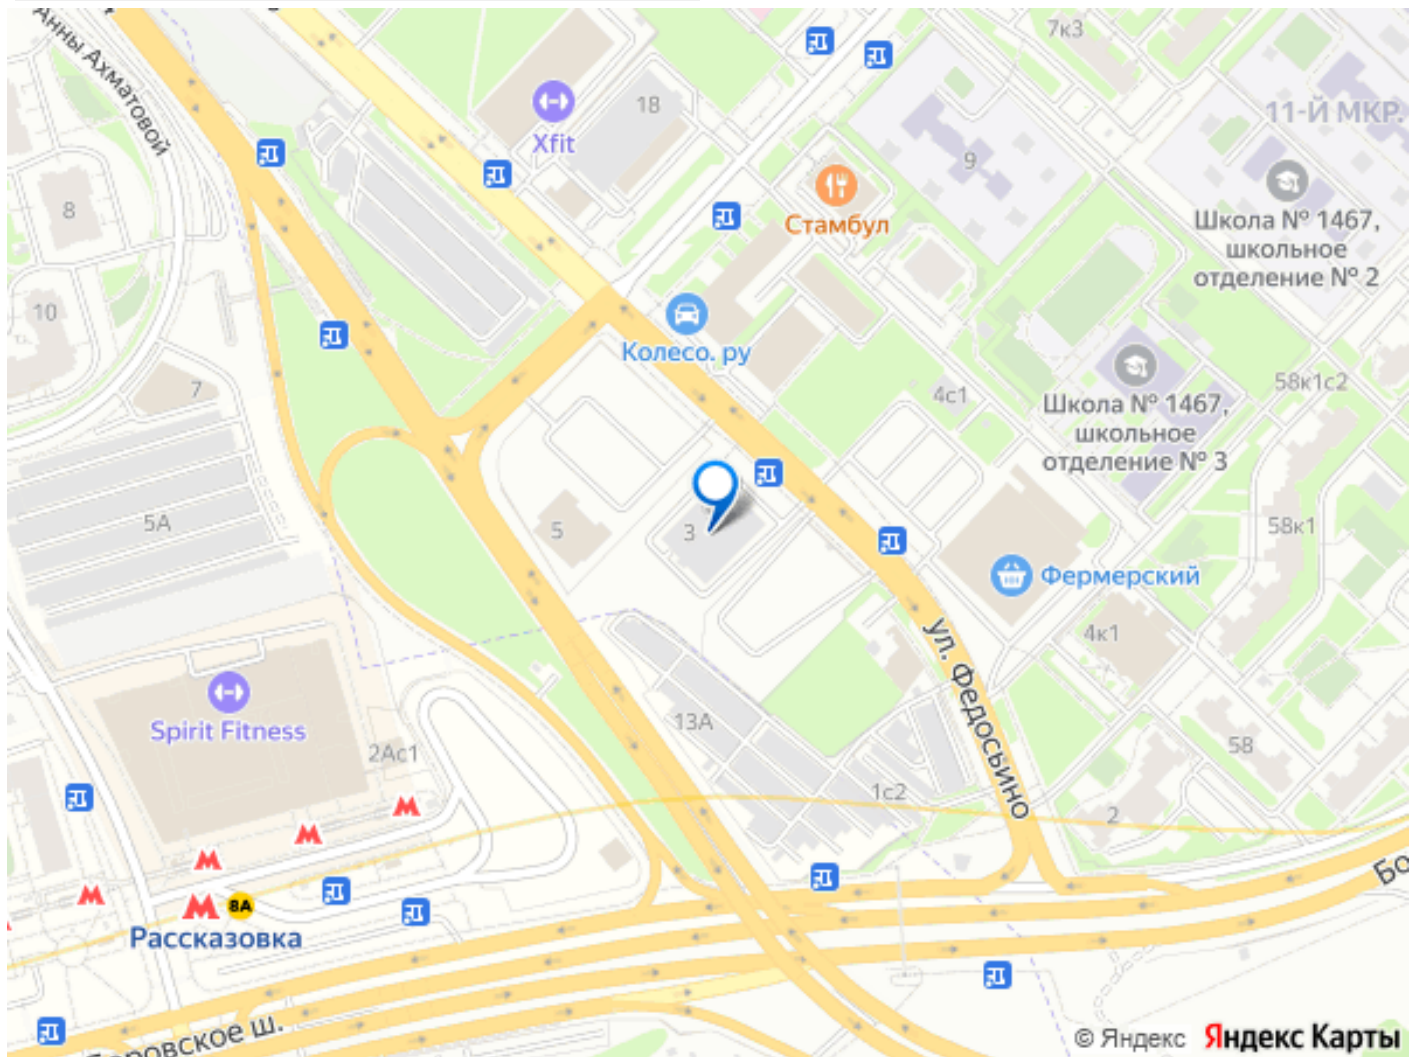 Анны Ахматовой
7к3
18
Xfit
11-Й МКР.
9
8
Стамбул
Школа № 1467,
школьное
отделение № 2
10
Колесо. ру
7
4с1
58к1с2
Школа № 1467,
школьное
отделение № 3
5А
5
3
58к1
Фермерский
4к1
ул. Федосьино
Spirit Fitness
13А
2Ас1
58
1с2
2
8А
Рассказовка
Бо
Боровское ш.
© Яндекс Яндекс Карты